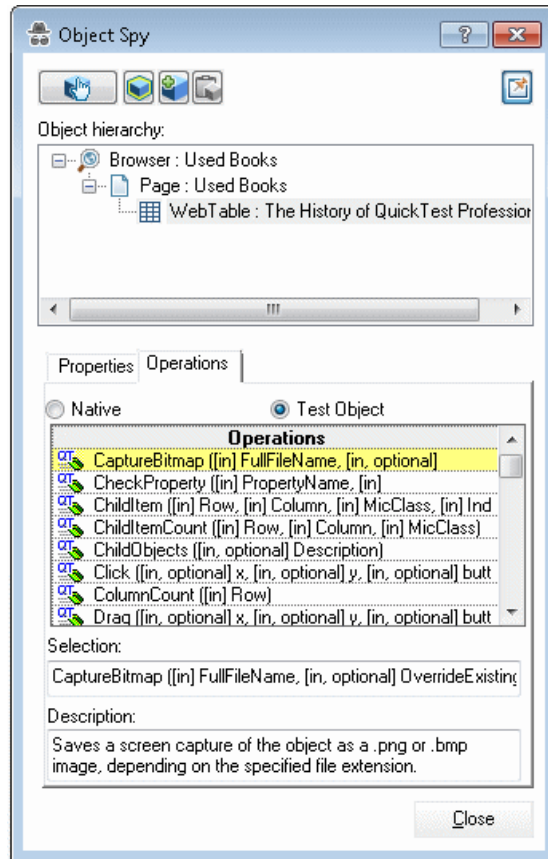 Object Spy
Object hierarchy:
Browser : Used Books
Page : Used Books
WebTable : The History of QuickTest Profession
Properties Operations
Native Test Object
Operations
CaptureBitmap ([in] FullFileName, [in, optional]
CheckProperty ([in] PropertyName, [in]
ChildItem ([in] Row, [in] Column, [in] MicClass, [in] Ind
ChildItemCount ([in] Row, [in] Column, [in] MicClass)
ChildObjects ([in, optional] Description)
Click ([in, optional] x, [in, optional] y, [in, optional] butt
ColumnCount ([in] Row)
Drag ([in, optional] x, [in, optional] y, [in, optional] butt
Selection:
CaptureBitmap ([in] FullFileName, [in, optional] OverrideExisting
Description:
Saves a screen capture of the object as a .png or .bmp
image, depending on the specified file extension.
Close